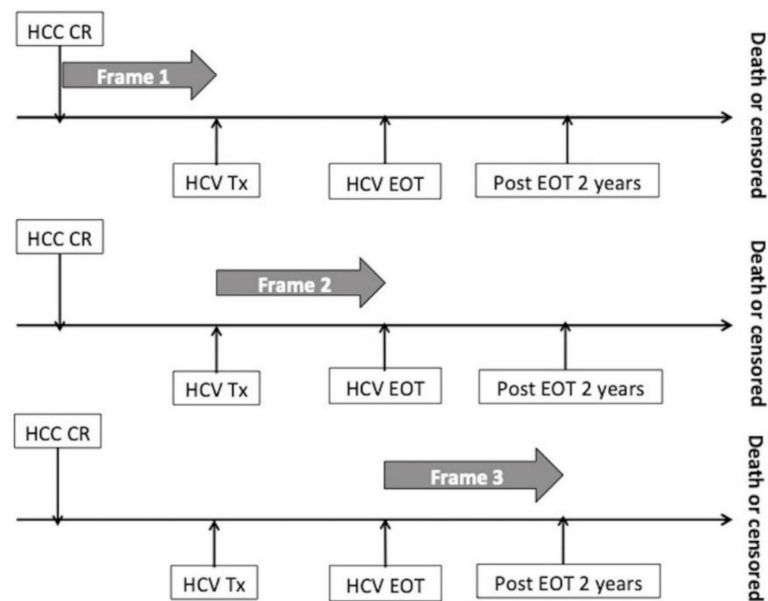 HCC CR
Frame 1
HCV Tx
HCV EOT
Post EOT 2 years
Death or censored
HCC CR
Frame 2
HCV Tx
HCV EOT
Post EOT 2 years
Death or censored
HCC CR
Frame 3
HCV Tx
HCV EOT
Post EOT 2 years
Death or censored